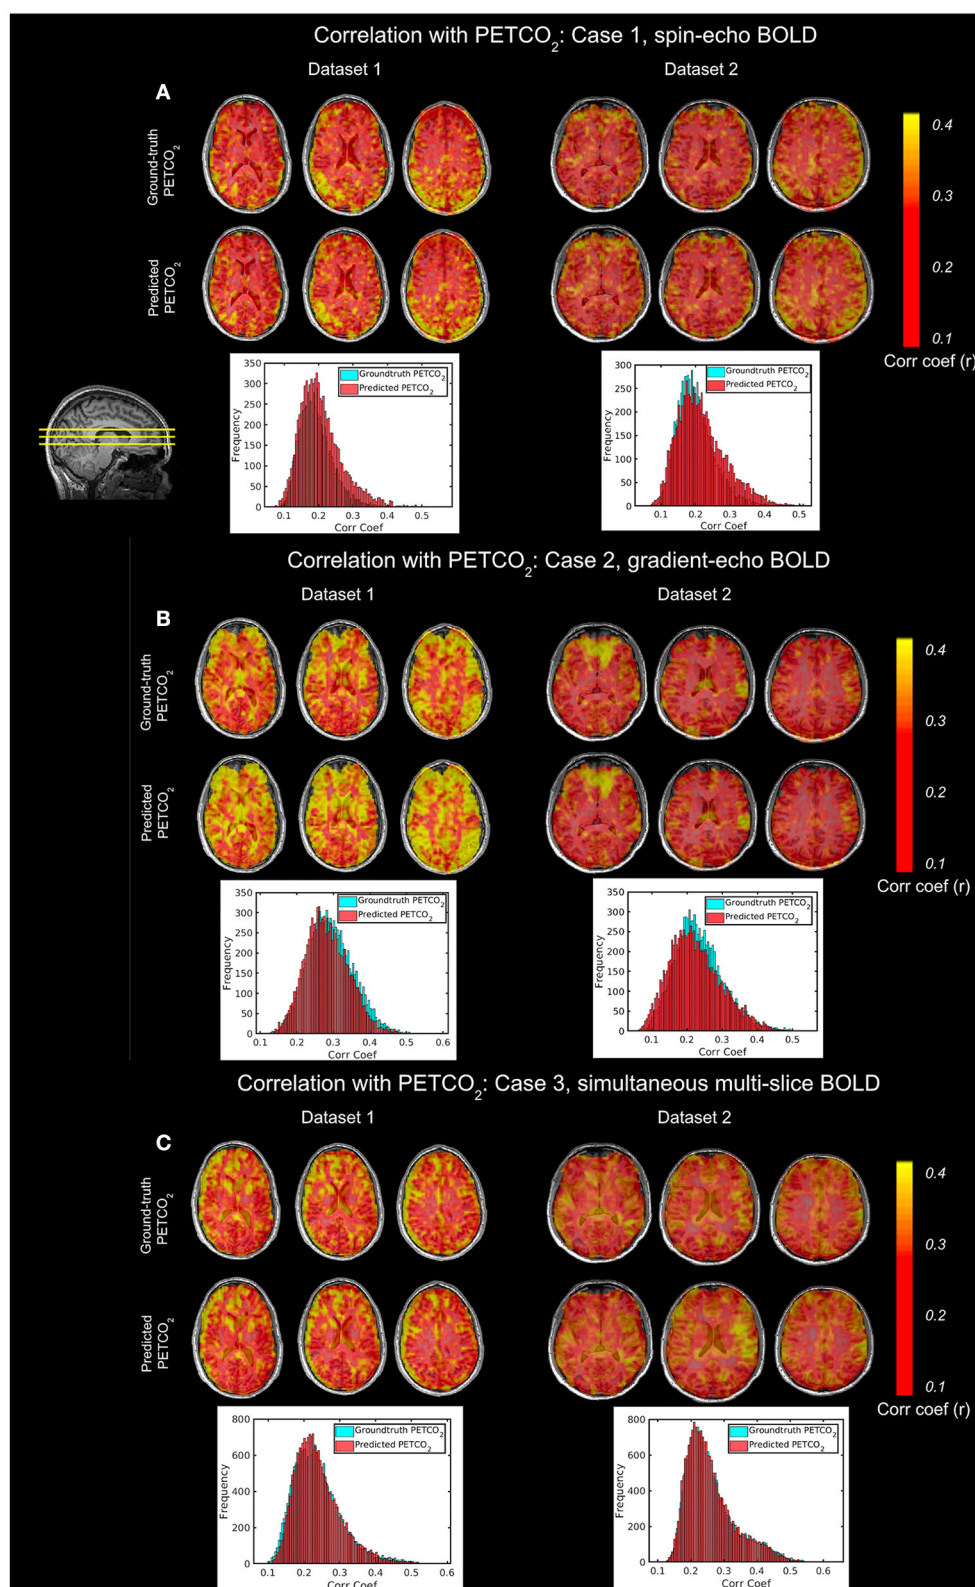 Correlation with PETCO2: Case 1, spin-echo BOLD
Dataset 1
Dataset 2
A
Ground-truth
PETCO2
Predicted
PETCO2
0.4
0.3
0.2
0.1
Corr coef (r)
350
300
250
200
150
100
50
0
Frequency
Groundtruth PETCO2
Predicted PETCO2
0.1 0.2 0.3 0.4 0.5
Corr Coef
300
250
200
150
100
50
0
Frequency
Groundtruth PETCO2
Predicted PETCO2
0.1 0.2 0.3 0.4 0.5
Corr Coef
Correlation with PETCO2: Case 2, gradient-echo BOLD
Dataset 1
Dataset 2
B
Ground-truth
PETCO2
Predicted
PETCO2
0.4
0.3
0.2
0.1
Corr coef (r)
350
300
250
200
150
100
50
0
Frequency
Groundtruth PETCO2
Predicted PETCO2
0.1 0.2 0.3 0.4 0.5 0.6
Corr Coef
350
300
250
200
150
100
50
0
Frequency
Groundtruth PETCO2
Predicted PETCO2
0.1 0.2 0.3 0.4 0.5
Corr Coef
Correlation with PETCO2: Case 3, simultaneous multi-slice BOLD
Dataset 1
Dataset 2
C
Ground-truth
PETCO2
Predicted
PETCO2
0.4
0.3
0.2
0.1
Corr coef (r)
800
600
400
200
0
Frequency
Groundtruth PETCO2
Predicted PETCO2
0.1 0.2 0.3 0.4 0.5 0.6
Corr Coef
800
600
400
200
0
Frequency
Groundtruth PETCO2
Predicted PETCO2
0.1 0.2 0.3 0.4 0.5 0.6
Corr Coef